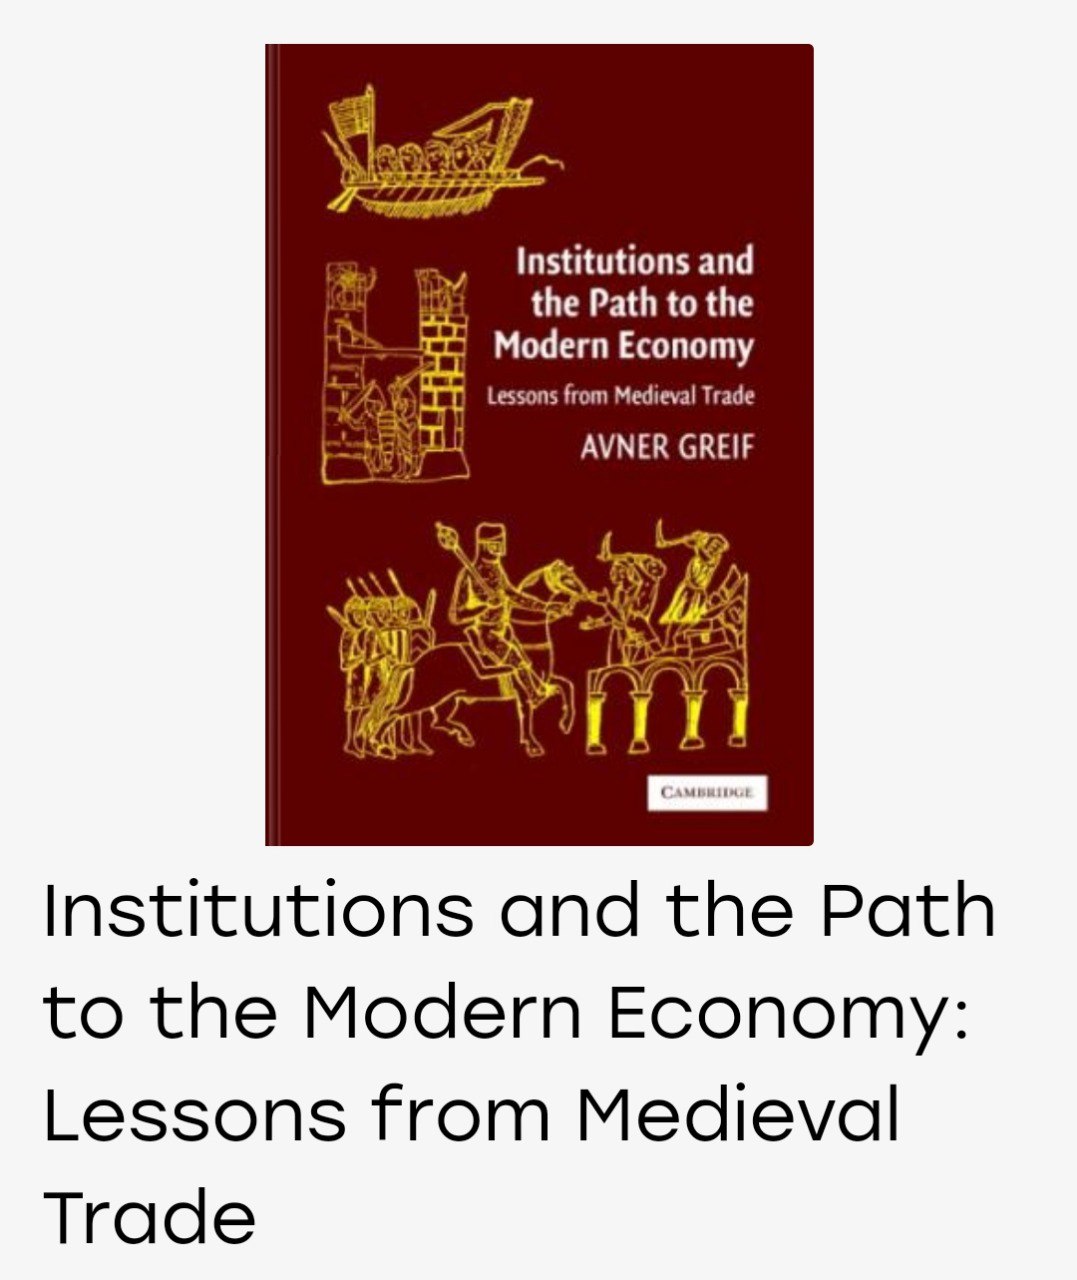 Institutions and
the Path to the
Modern Economy
Lessons from Medieval Trade
AVNER GREIF
CAMBRIDGE
Institutions and the Path
to the Modern Economy:
Lessons from Medieval
Trade